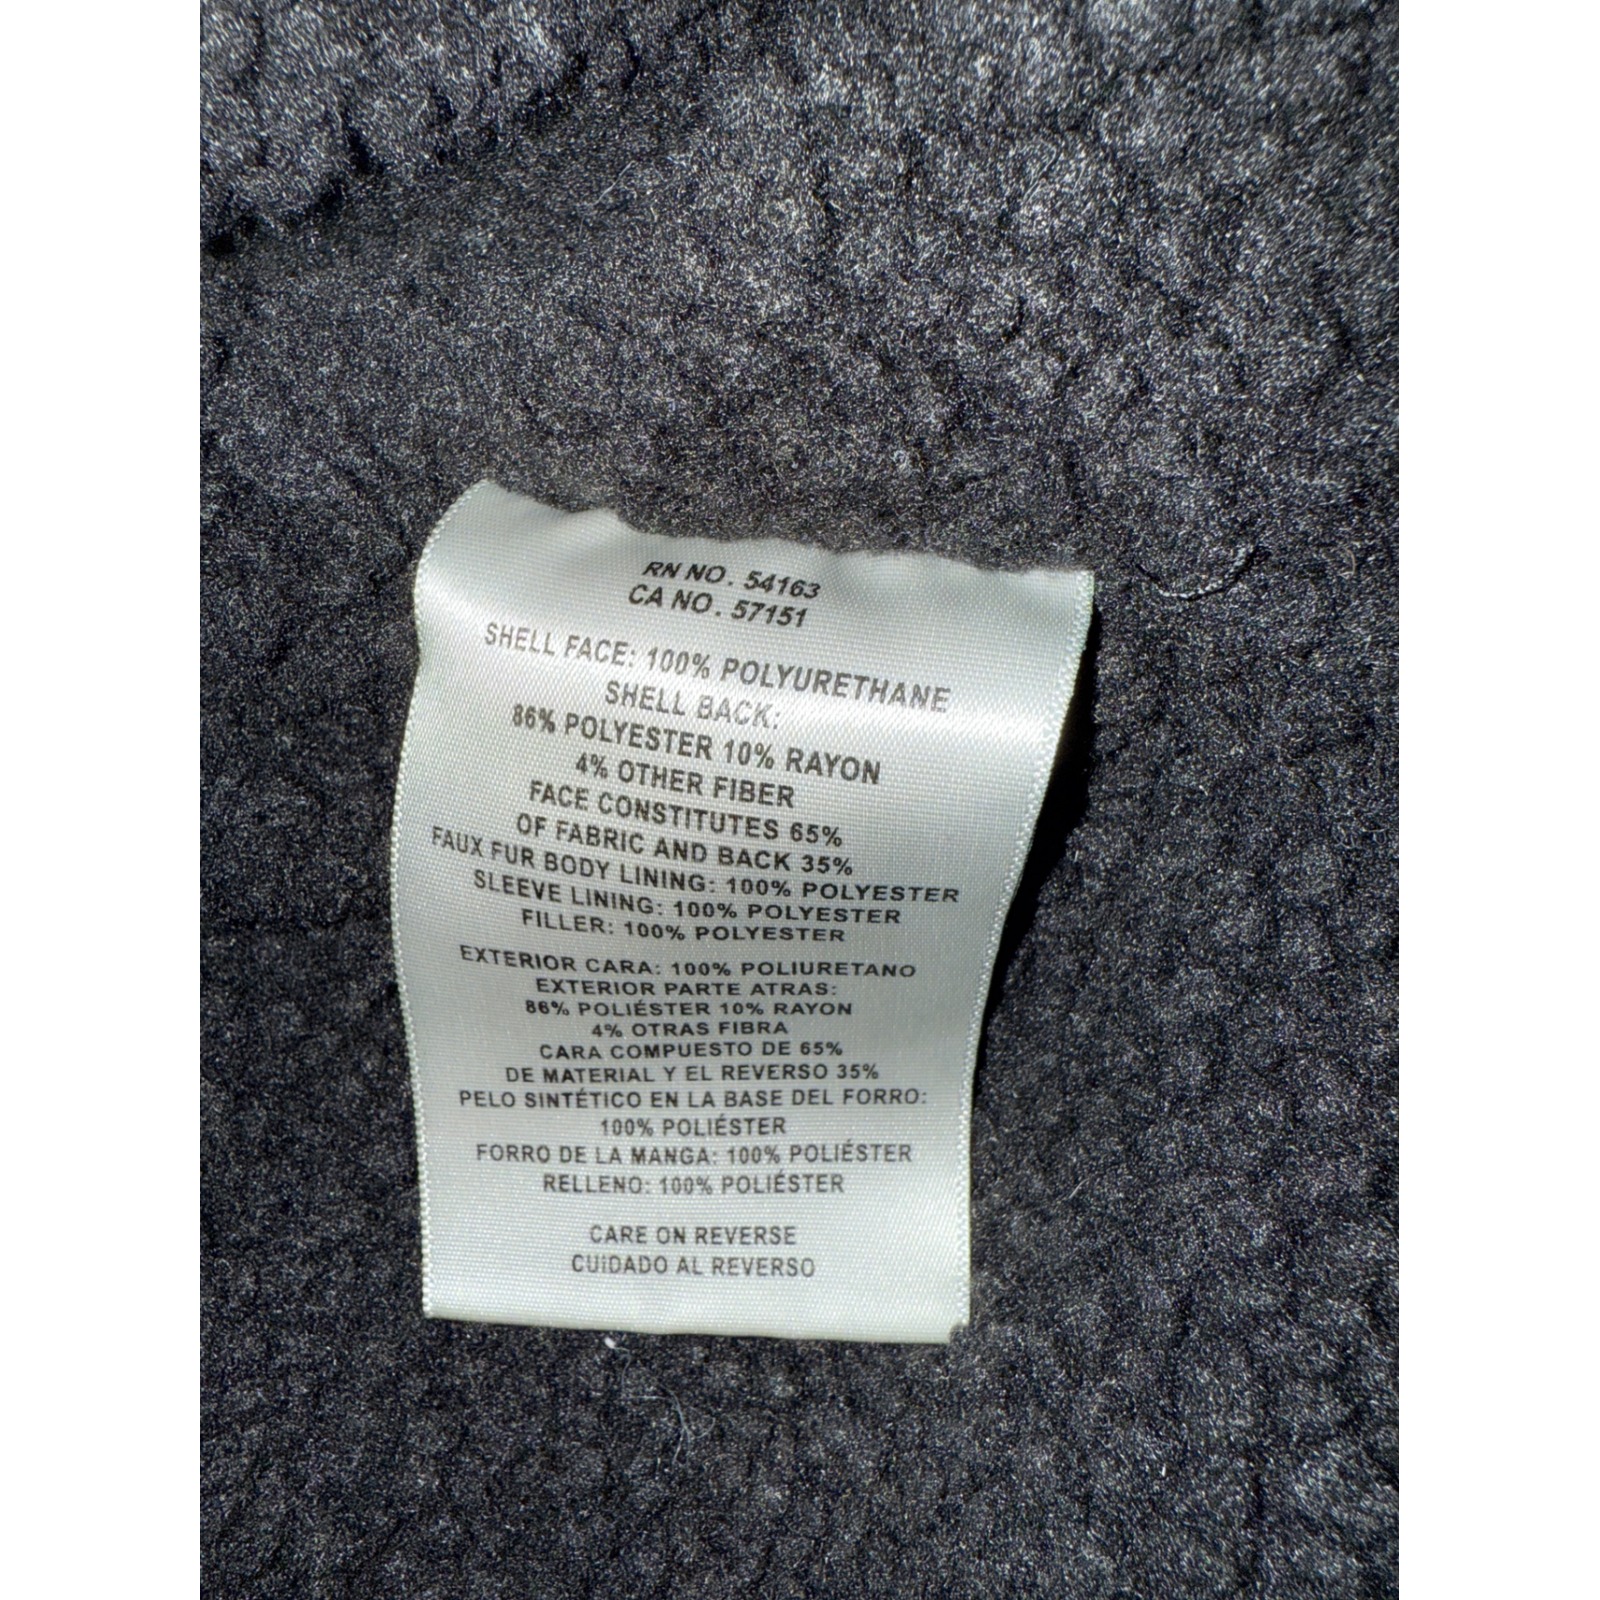 RN NO. 54163
CA NO. 57151
SHELL FACE: 100% POLYURETHANE
SHELL BACK:
86% POLYESTER 10% RAYON
4% OTHER FIBER
FACE CONSTITUTES 65%
OF FABRIC AND BACK 35%
FAUX FUR BODY LINING: 100% POLYESTER
SLEEVE LINING: 100% POLYESTER
FILLER: 100% POLYESTER
EXTERIOR CARA: 100% POLIURETANO
EXTERIOR PARTE ATRAS:
86% POLIÉSTER 10% RAYON
4% OTRAS FIBRA
CARA COMPUESTO DE 65%
DE MATERIAL Y EL REVERSO 35%
PELO SINTÉTICO EN LA BASE DEL FORRO:
100% POLIÉSTER
FORRO DE LA MANGA: 100% POLIÉSTER
RELLENO: 100% POLIÉSTER
CARE ON REVERSE
CUIDADO AL REVERSO